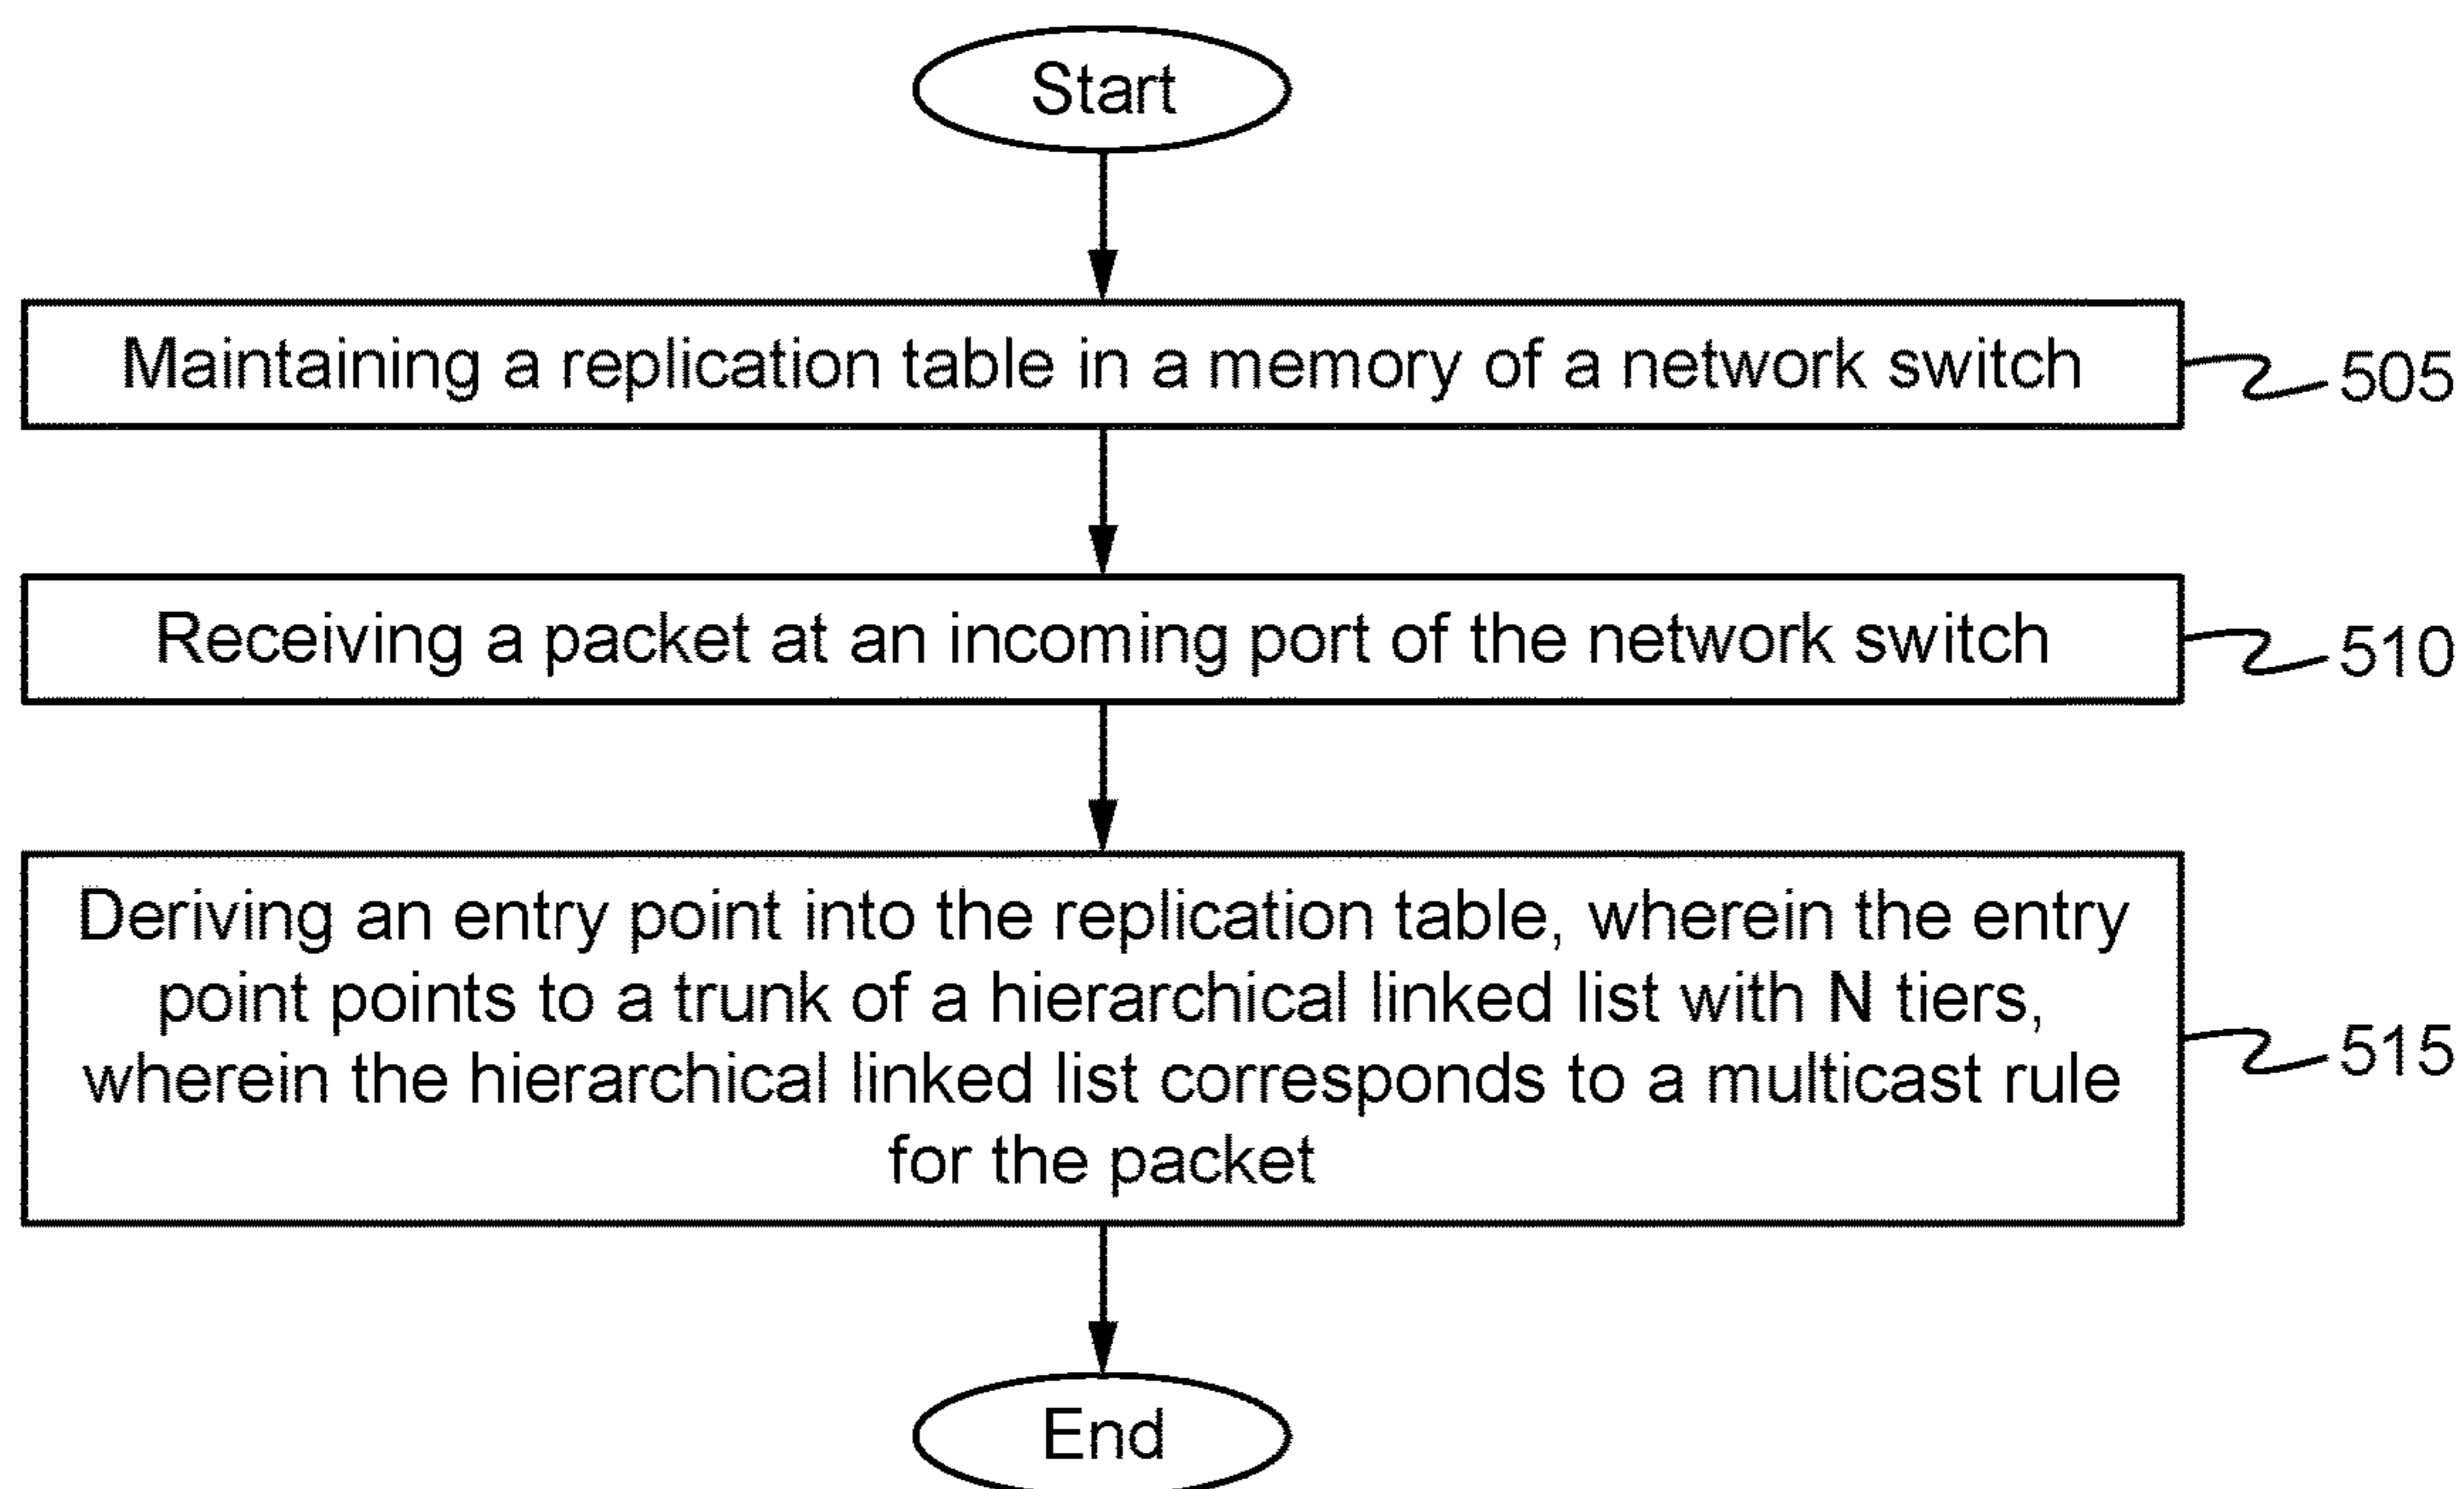 Start
Maintaining a replication table in a memory of a network switch
505
Receiving a packet at an incoming port of the network switch
510
Deriving an entry point into the replication table, wherein the entry
point points to a trunk of a hierarchical linked list with N tiers,
wherein the hierarchical linked list corresponds to a multicast rule
for the packet
515
End